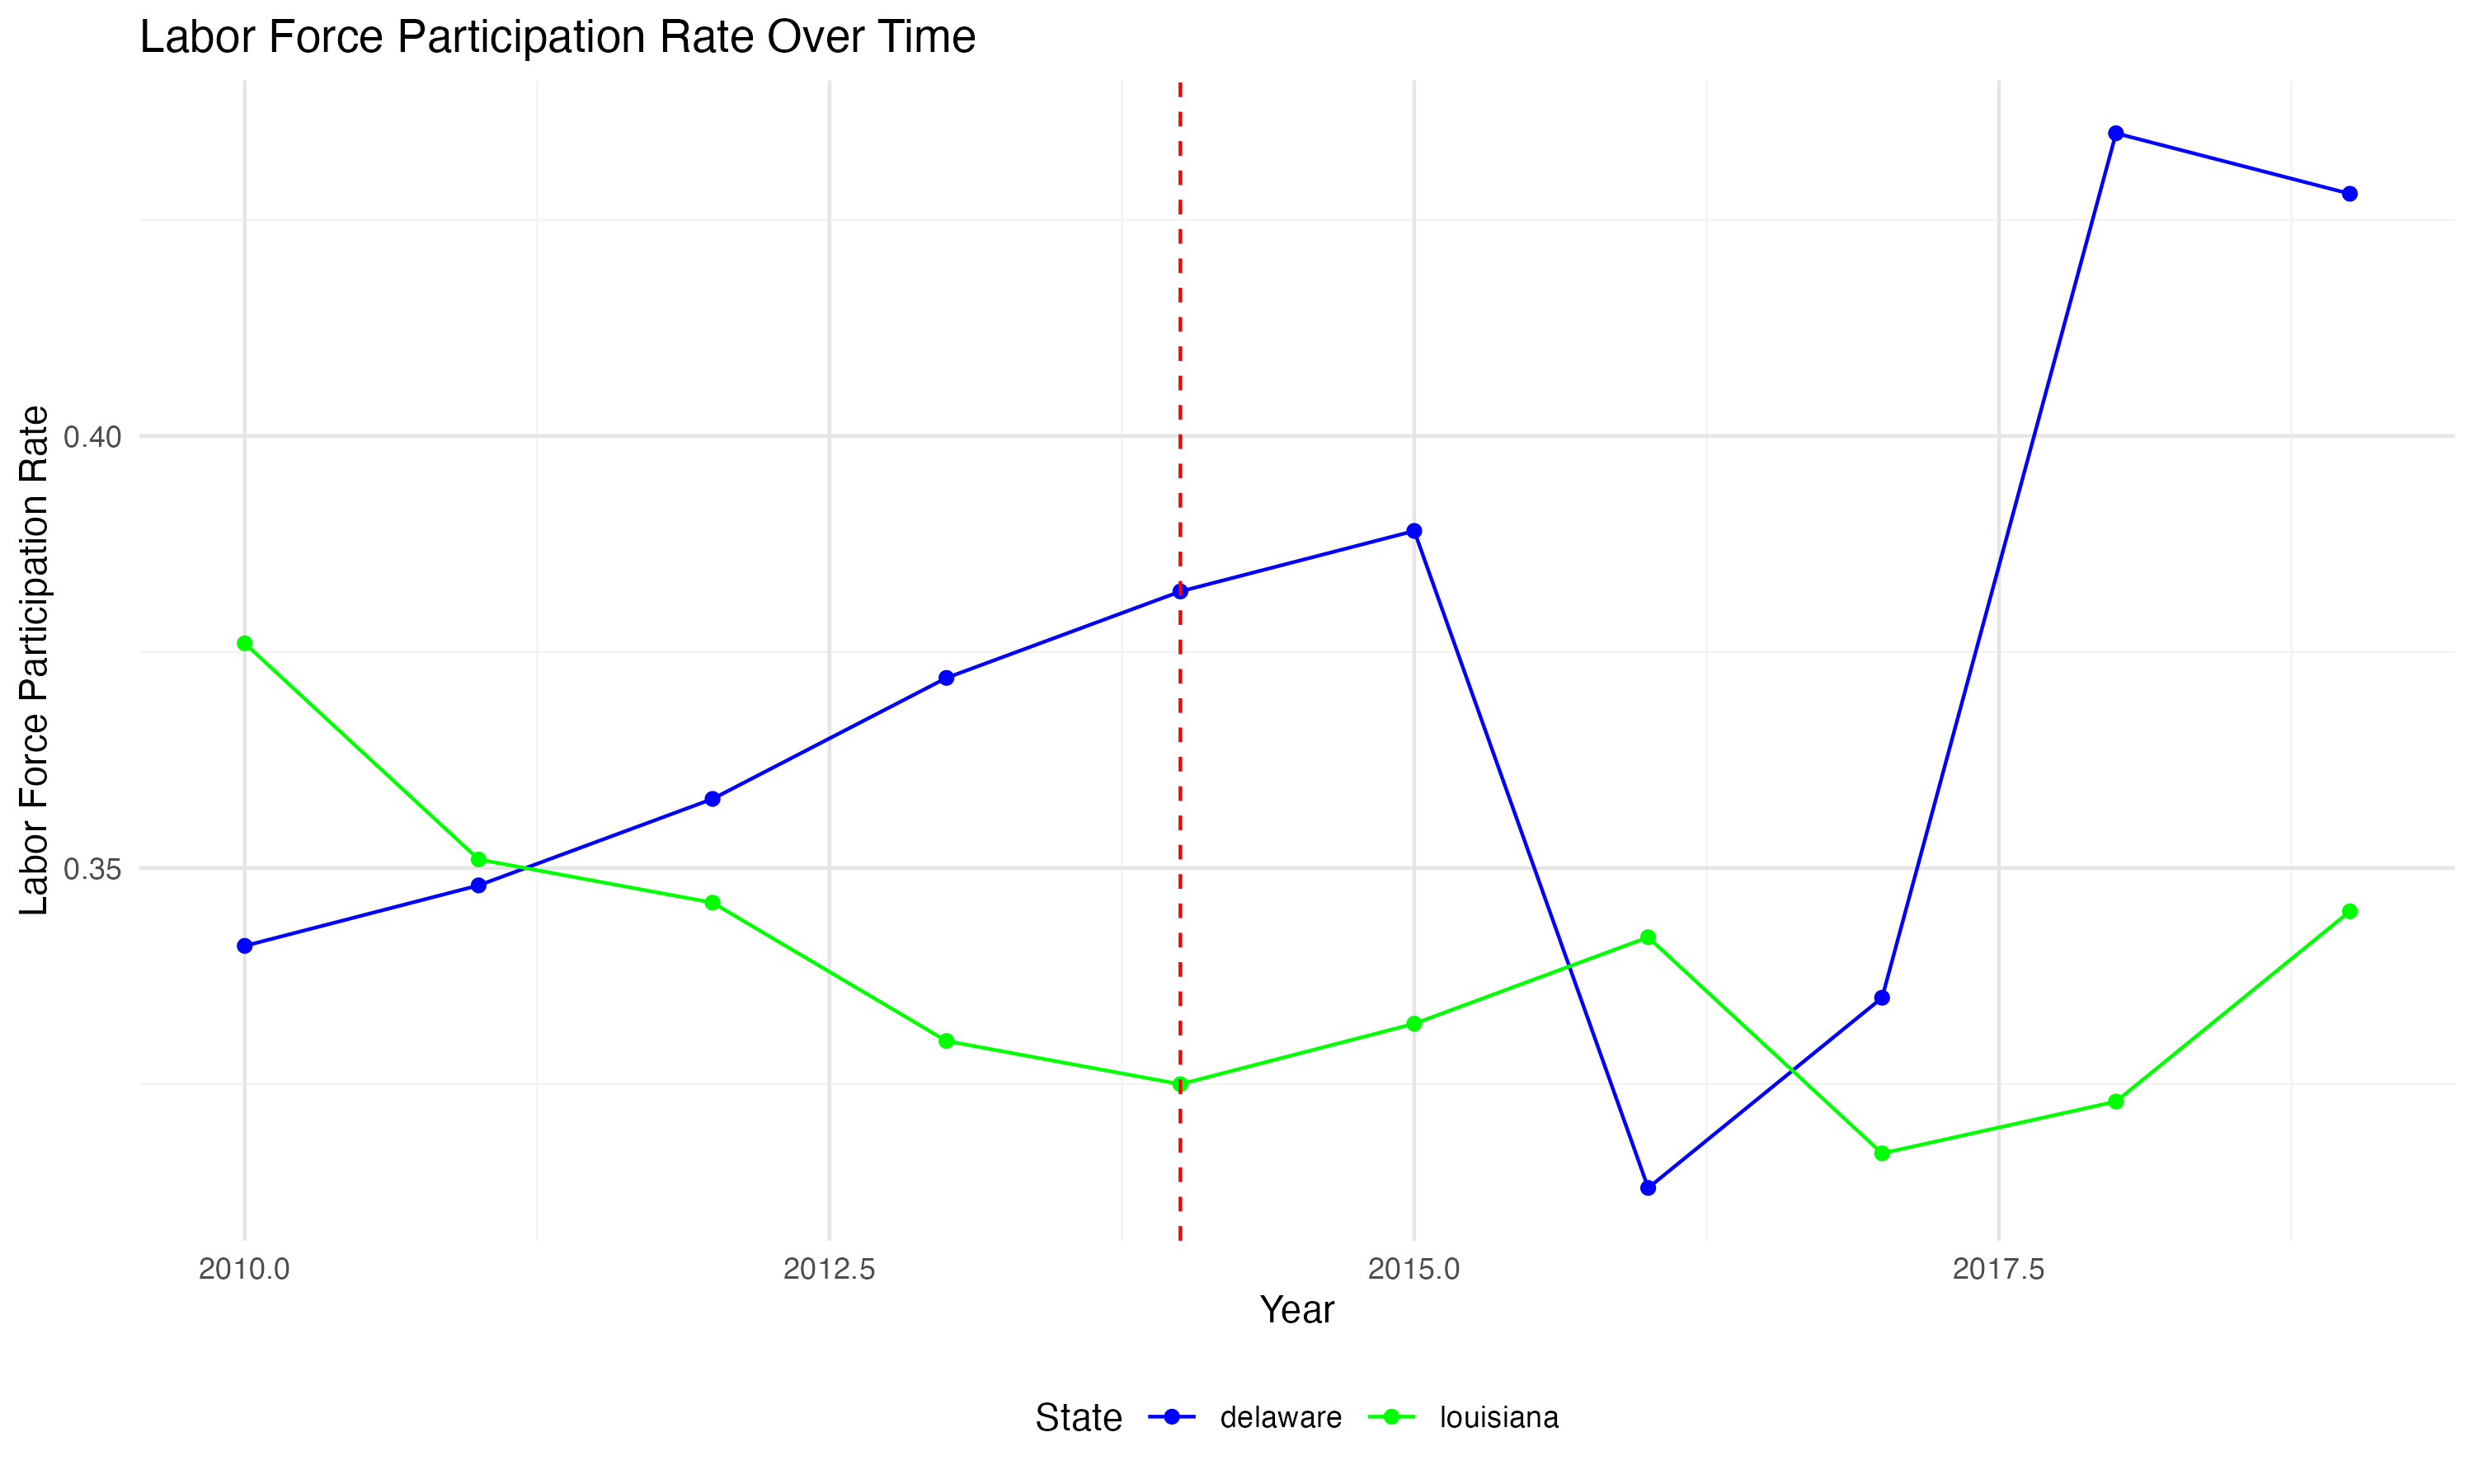 Labor Force Participation Rate Over Time
Labor Force Participation Rate
0.40
0.35
2010.0 2012.5 2015.0 2017.5
Year
State delaware louisiana